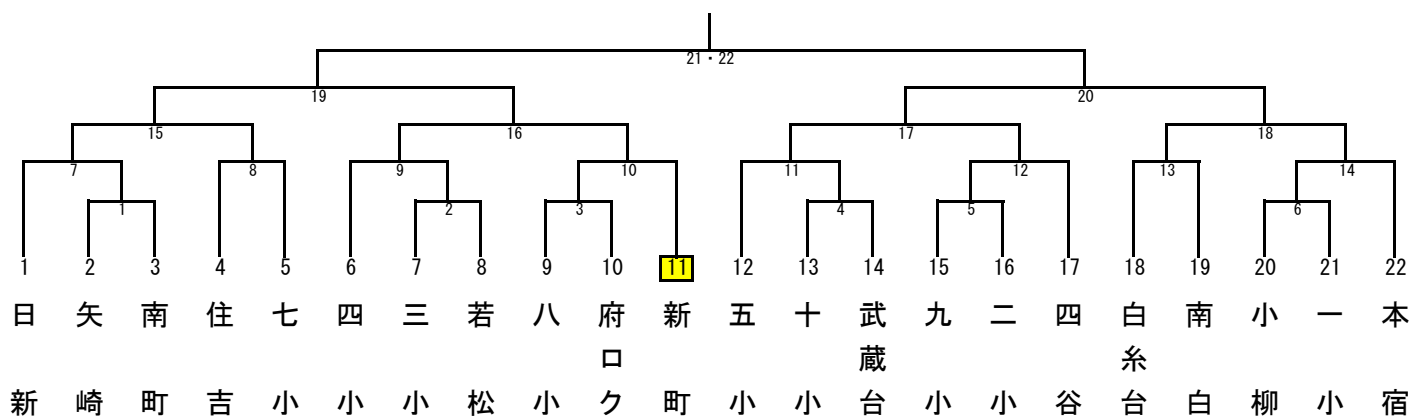 21・22
19 20
15 16 17 18
7 8 9 10 11 12 13 14
1 2 3 4 5 6
1 2 3 4 5 6 7 8 9 10 11 12 13 14 15 16 17 18 19 20 21 22
日新
矢崎
南町
住吉
七小
四小
三小
若松
八小
府ロク
新町
五小
十小
武蔵台
九小
二小
四谷
白糸台
南白
小柳
一小
本宿